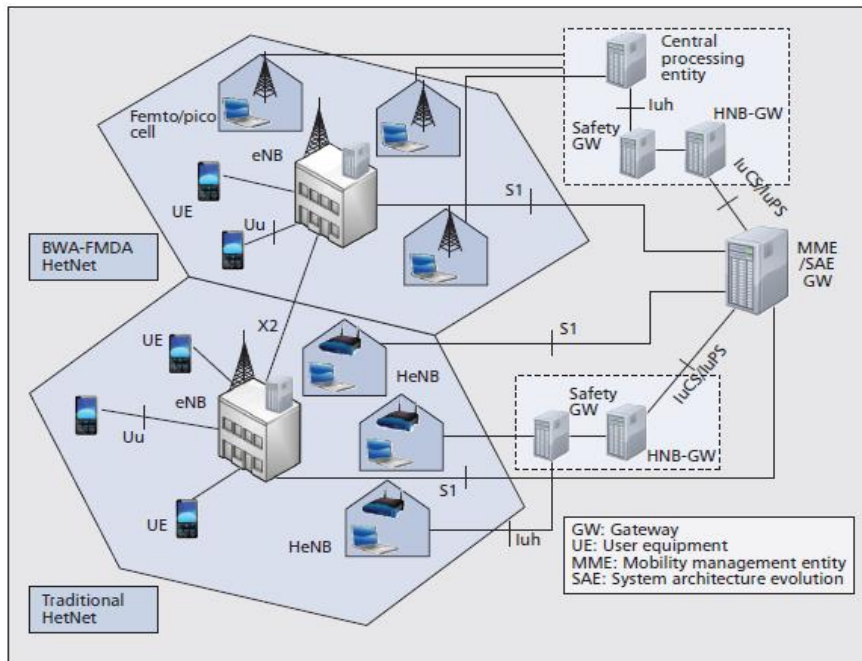 Central
processing
entity
Iuh
HNB-GW
Safety
GW
IuCS/IuPS
Femto/pico
cell
eNB
UE
Uu
S1
BWA-FMDA
HetNet
MME
/SAE
GW
X2
S1
UE
HeNB
eNB
Uu
Safety
GW
IuCS/IuPS
HNB-GW
S1
UE
HeNB
Iuh
GW: Gateway
UE: User equipment
MME: Mobility management entity
SAE: System architecture evolution
Traditional
HetNet